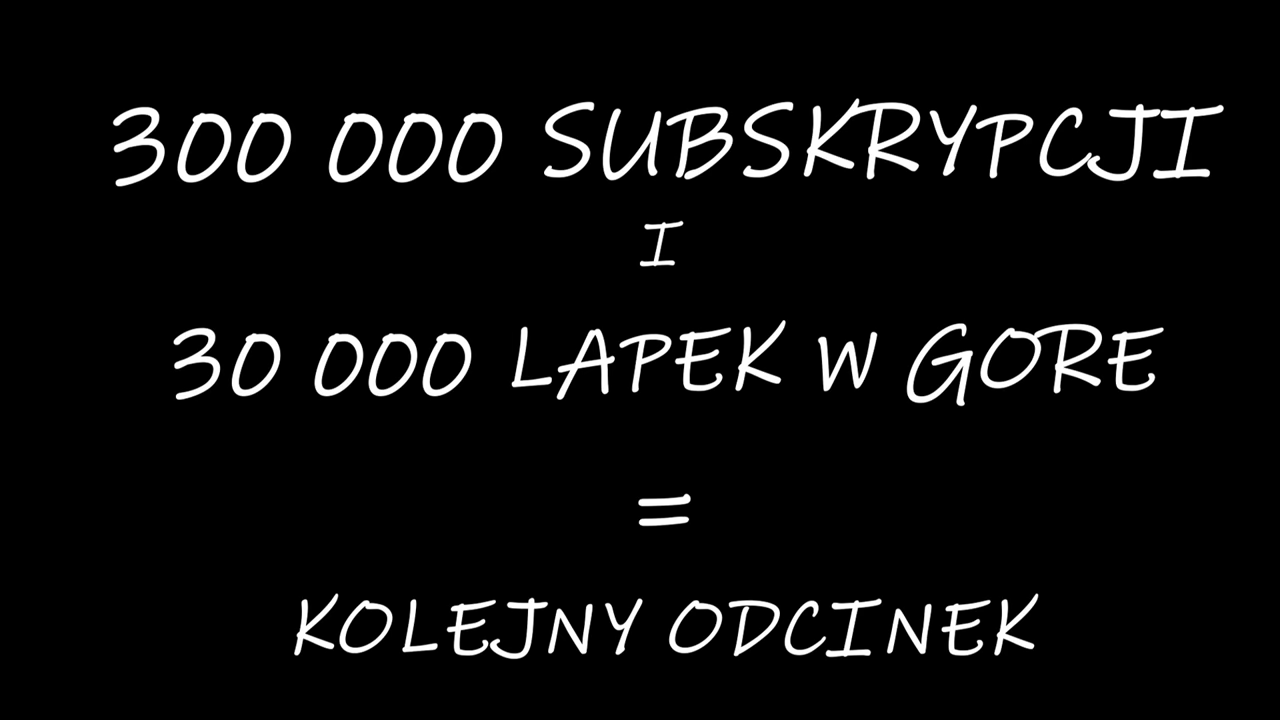 300 000 SUBSKRYPCJI
I
30 000 LAPEK W GORE
=
KOLEJNY ODCINEK